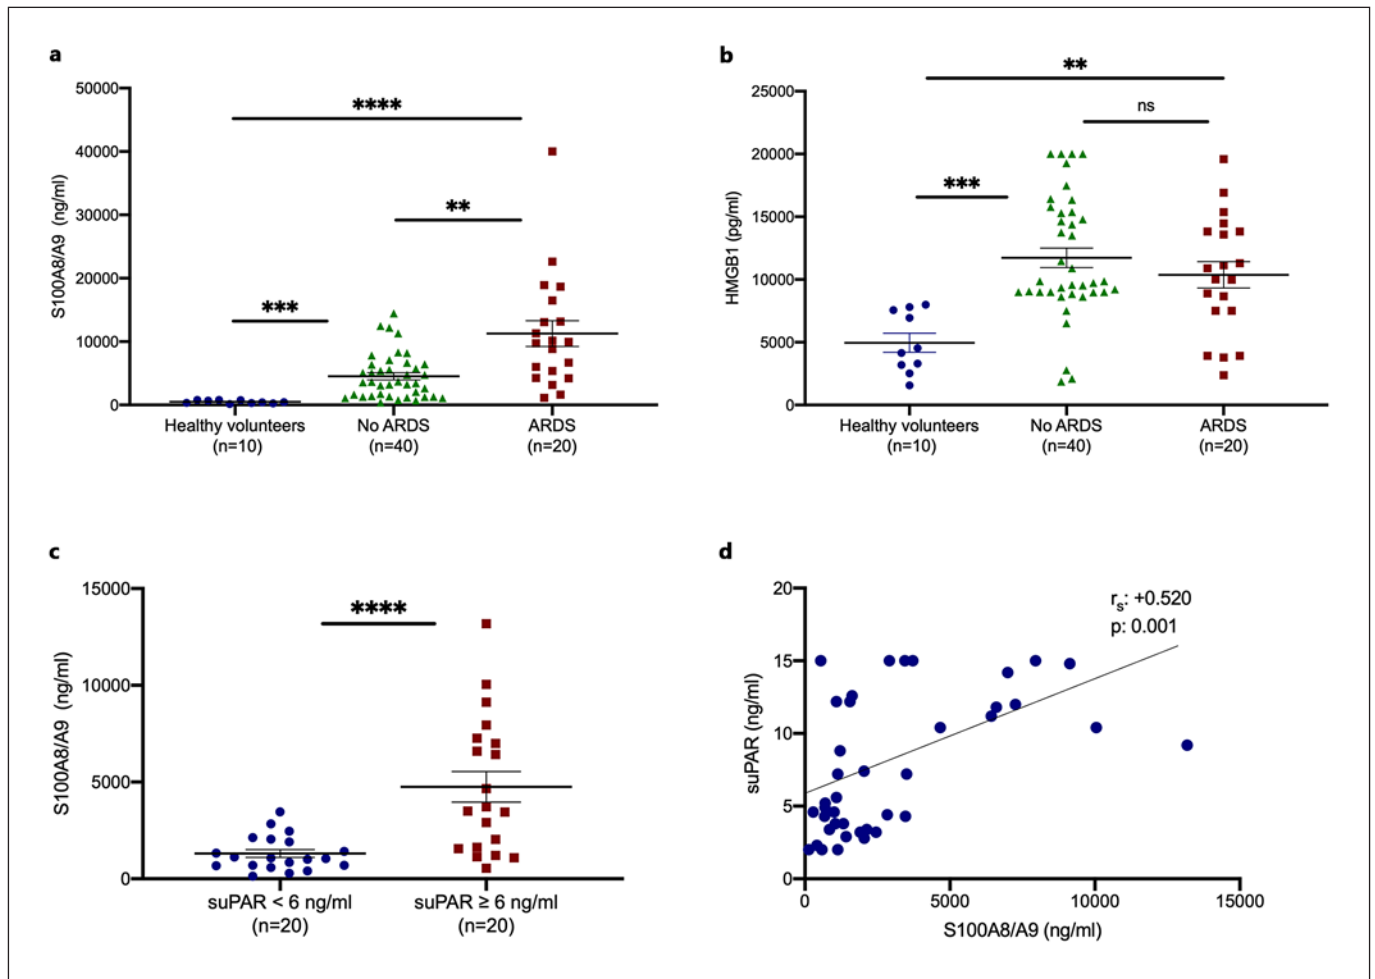 a
50000
40000
30000
20000
10000
0
S100A8/A9 (ng/ml)
****
**
***
Healthy volunteers
(n=10)
No ARDS
(n=40)
ARDS
(n=20)
b
25000
20000
15000
10000
5000
0
HMGB1 (pg/ml)
**
ns
***
Healthy volunteers
(n=10)
No ARDS
(n=40)
ARDS
(n=20)
c
15000
10000
5000
0
S100A8/A9 (ng/ml)
****
suPAR < 6 ng/ml
(n=20)
suPAR ≥ 6 ng/ml
(n=20)
d
20
15
10
5
0
suPAR (ng/ml)
rₛ: +0.520
p: 0.001
0
5000
10000
15000
S100A8/A9 (ng/ml)